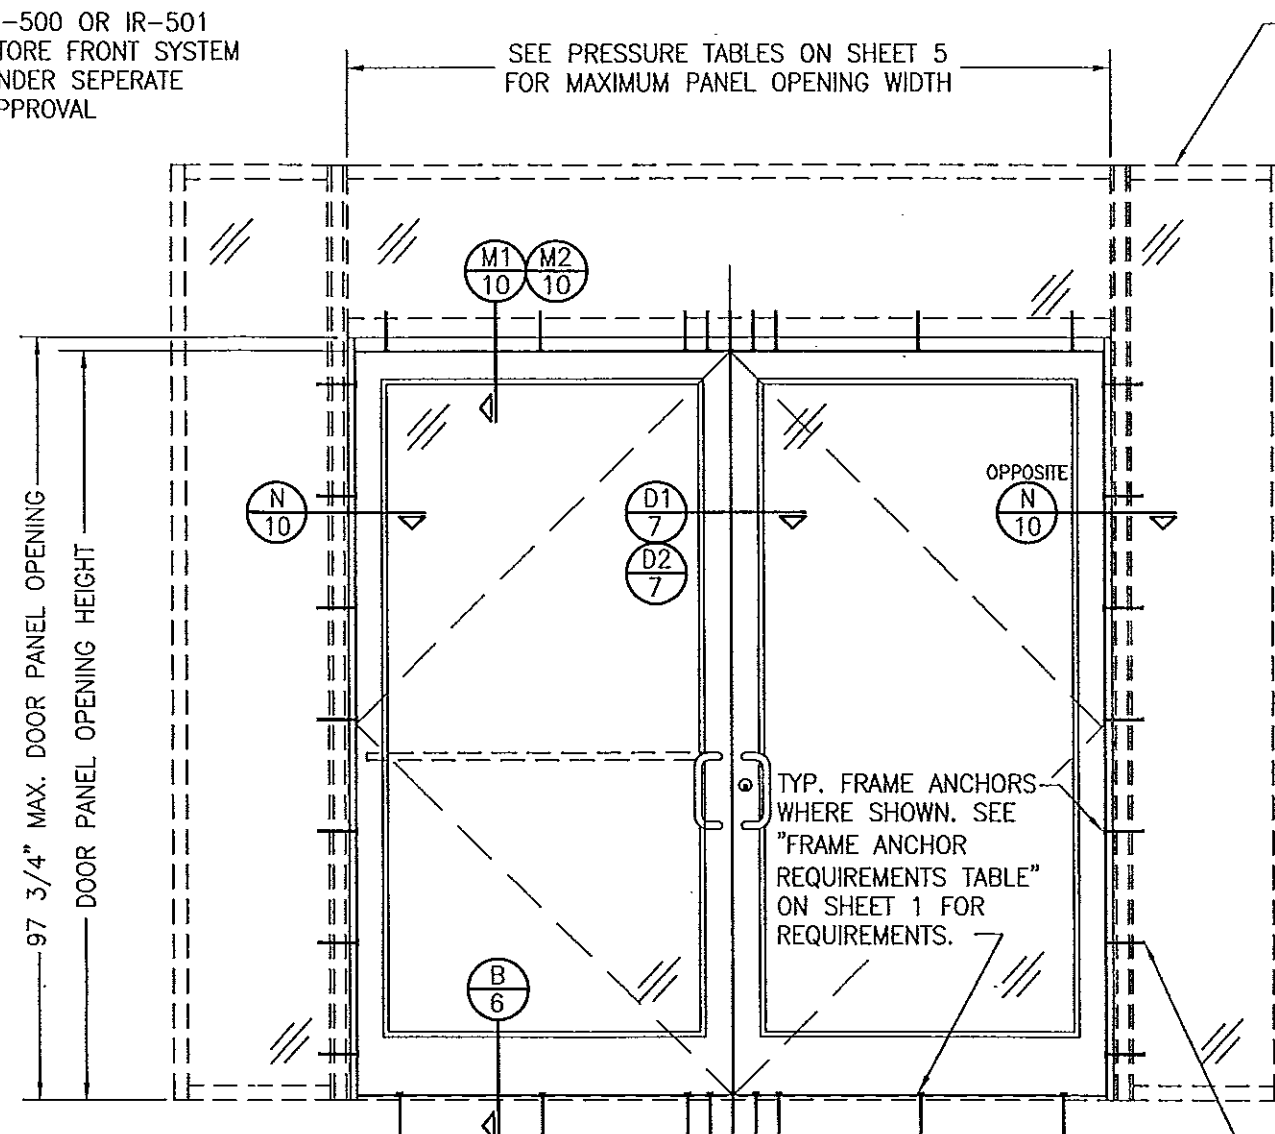 -500 OR IR-501
TORE FRONT SYSTEM
NDER SEPERATE
PPROVAL
SEE PRESSURE TABLES ON SHEET 5
FOR MAXIMUM PANEL OPENING WIDTH
M1
10
M2
10
97 3/4" MAX. DOOR PANEL OPENING
DOOR PANEL OPENING HEIGHT
N
10
D1
7
D2
7
OPPOSITE
N
10
TYP. FRAME ANCHORS
WHERE SHOWN. SEE
"FRAME ANCHOR
REQUIREMENTS TABLE"
ON SHEET 1 FOR
REQUIREMENTS.
B
6